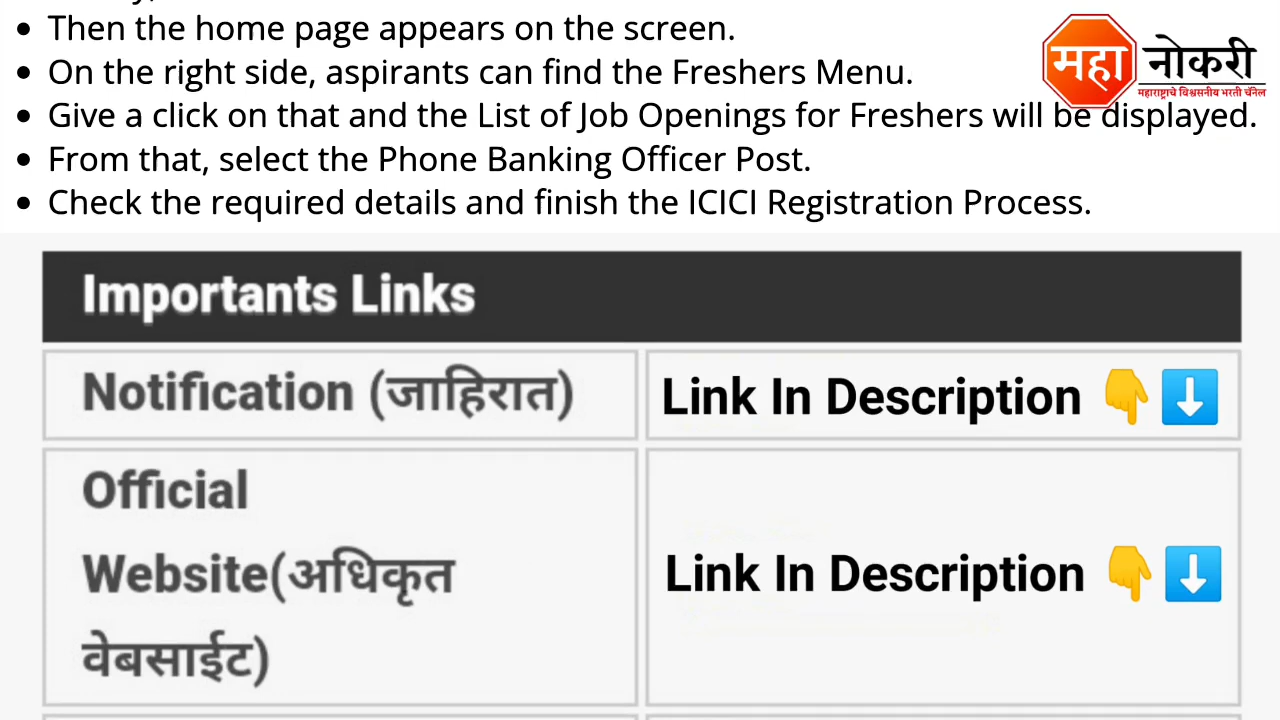 • Then the home page appears on the screen.
• On the right side, aspirants can find the Freshers Menu.
• Give a click on that and the List of Job Openings for Freshers will be displayed.
• From that, select the Phone Banking Officer Post.
• Check the required details and finish the ICICI Registration Process.
महा नोकरी
महाराष्ट्राचे विश्वसनीय भरती चॅनेल
Importants Links
Notification (जाहिरात)
Link In Description 👇⬇️
Official
Website(अधिकृत
वेबसाईट)
Link In Description 👇⬇️